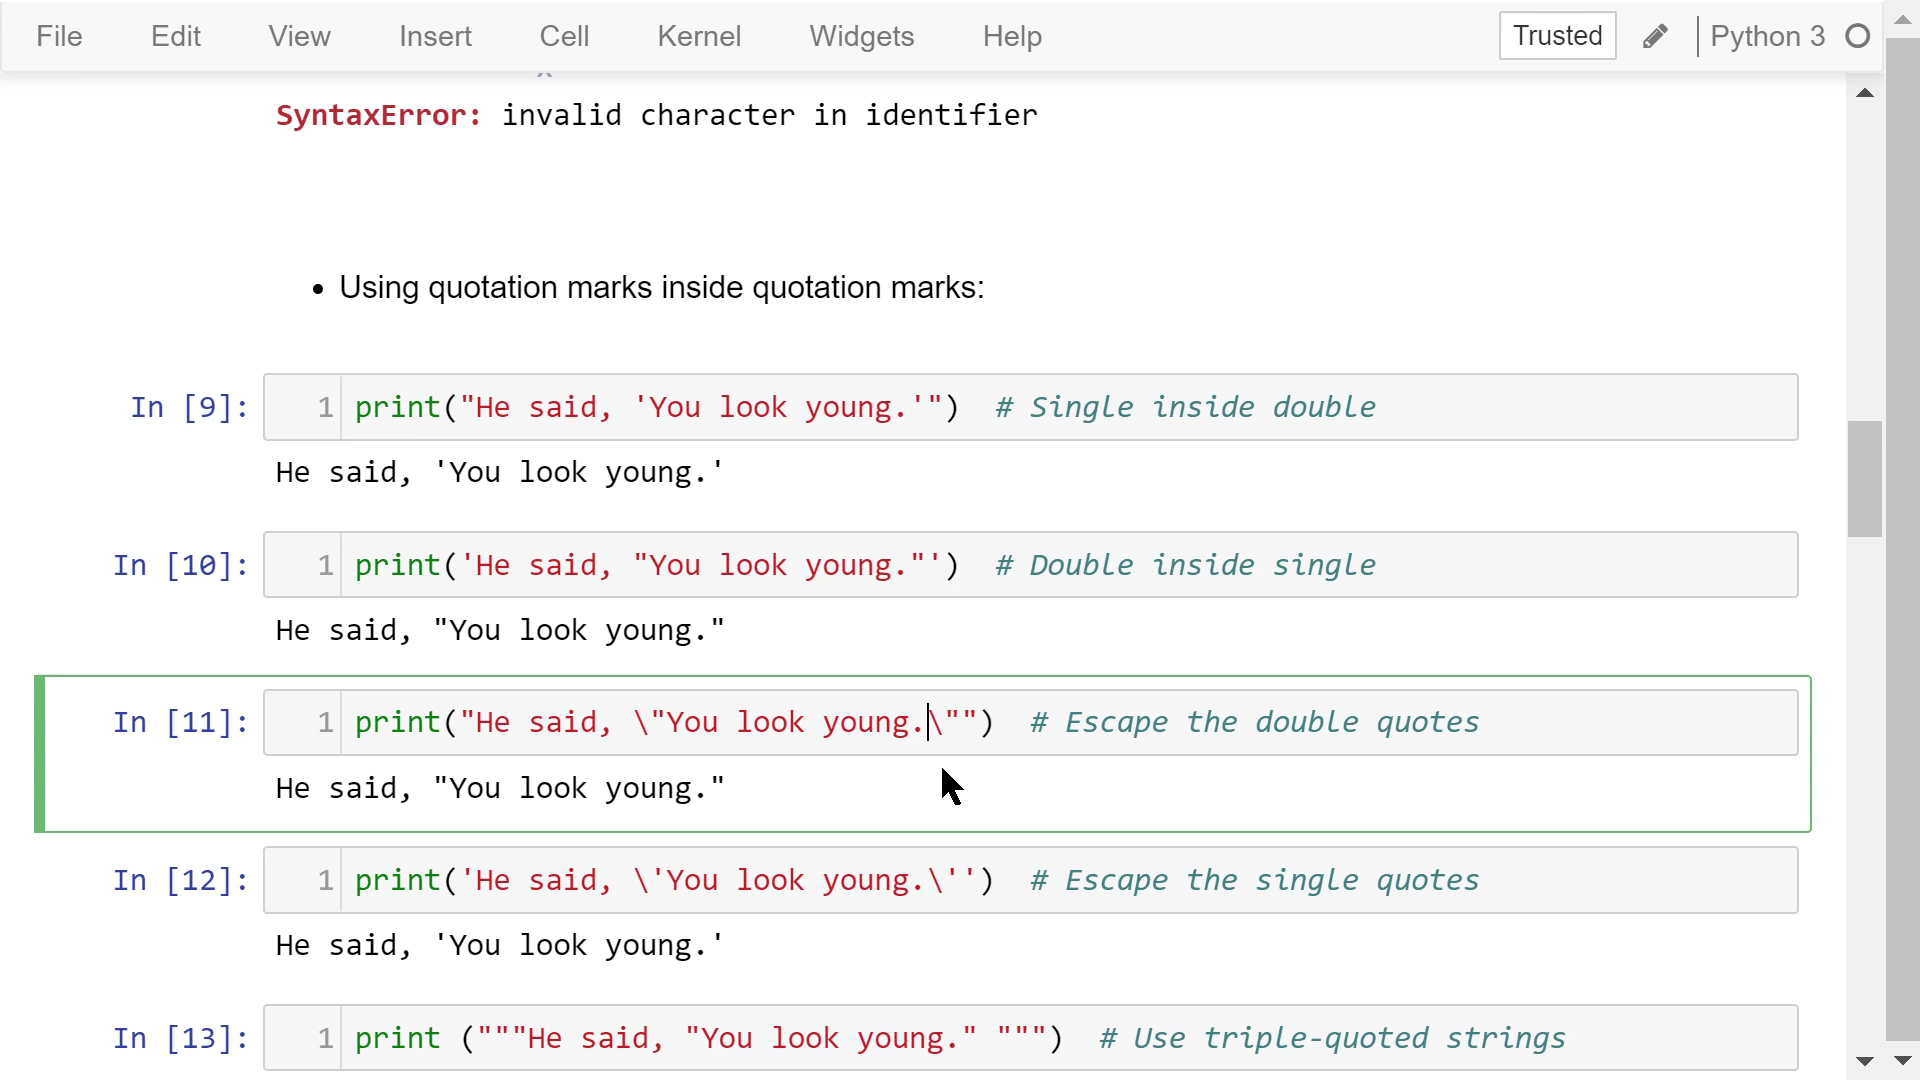 File Edit View Insert Cell Kernel Widgets Help Trusted Python 3
SyntaxError: invalid character in identifier
• Using quotation marks inside quotation marks:
In [9]: 1 print("He said, 'You look young.'")  # Single inside double
He said, 'You look young.'
In [10]: 1 print('He said, "You look young."')  # Double inside single
He said, "You look young."
In [11]: 1 print("He said, \"You look young.\"")  # Escape the double quotes
He said, "You look young."
In [12]: 1 print('He said, \'You look young.\'')  # Escape the single quotes
He said, 'You look young.'
In [13]: 1 print ("""He said, "You look young." """)  # Use triple-quoted strings